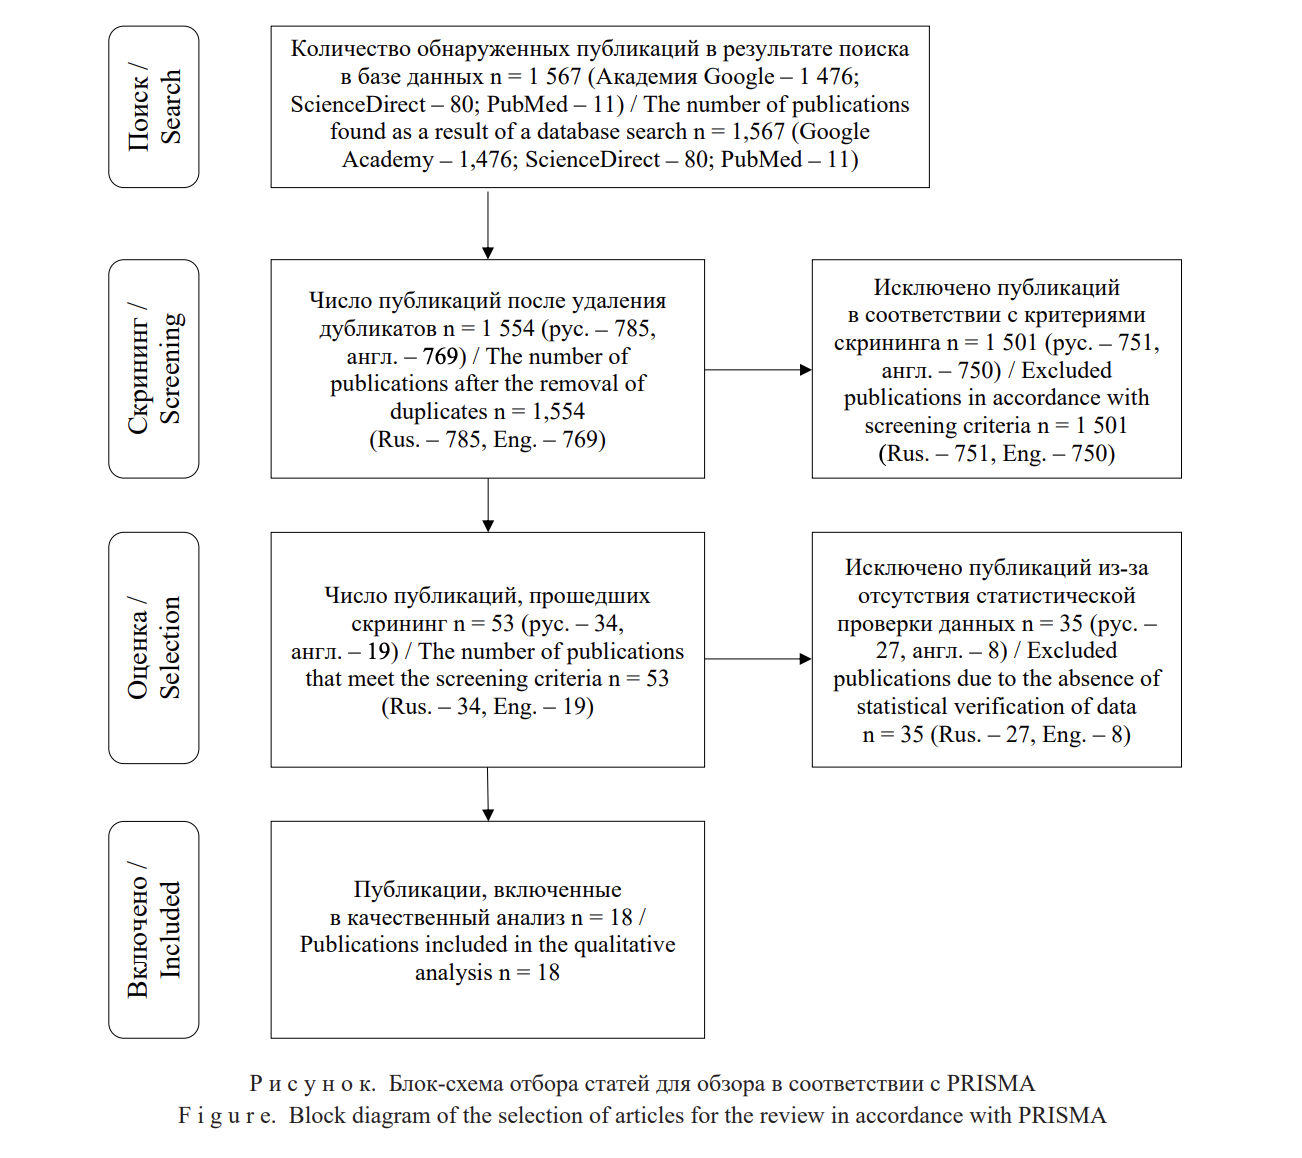 Поиск /
Search
Количество обнаруженных публикаций в результате поиска
в базе данных n = 1 567 (Академия Google – 1 476;
ScienceDirect – 80; PubMed – 11) / The number of publications
found as a result of a database search n = 1,567 (Google
Academy – 1,476; ScienceDirect – 80; PubMed – 11)
Скрининг /
Screening
Число публикаций после удаления
дубликатов n = 1 554 (рус. – 785,
англ. – 769) / The number of
publications after the removal of
duplicates n = 1,554
(Rus. – 785, Eng. – 769)
Исключено публикаций
в соответствии с критериями
скрининга n = 1 501 (рус. – 751,
англ. – 750) / Excluded
publications in accordance with
screening criteria n = 1 501
(Rus. – 751, Eng. – 750)
Оценка /
Selection
Число публикаций, прошедших
скрининг n = 53 (рус. – 34,
англ. – 19) / The number of publications
that meet the screening criteria n = 53
(Rus. – 34, Eng. – 19)
Исключено публикаций из-за
отсутствия статистической
проверки данных n = 35 (рус. –
27, англ. – 8) / Excluded
publications due to the absence of
statistical verification of data
n = 35 (Rus. – 27, Eng. – 8)
Включено /
Included
Публикации, включенные
в качественный анализ n = 18 /
Publications included in the qualitative
analysis n = 18
Р и с у н о к. Блок-схема отбора статей для обзора в соответствии с PRISMA
F i g u r e. Block diagram of the selection of articles for the review in accordance with PRISMA